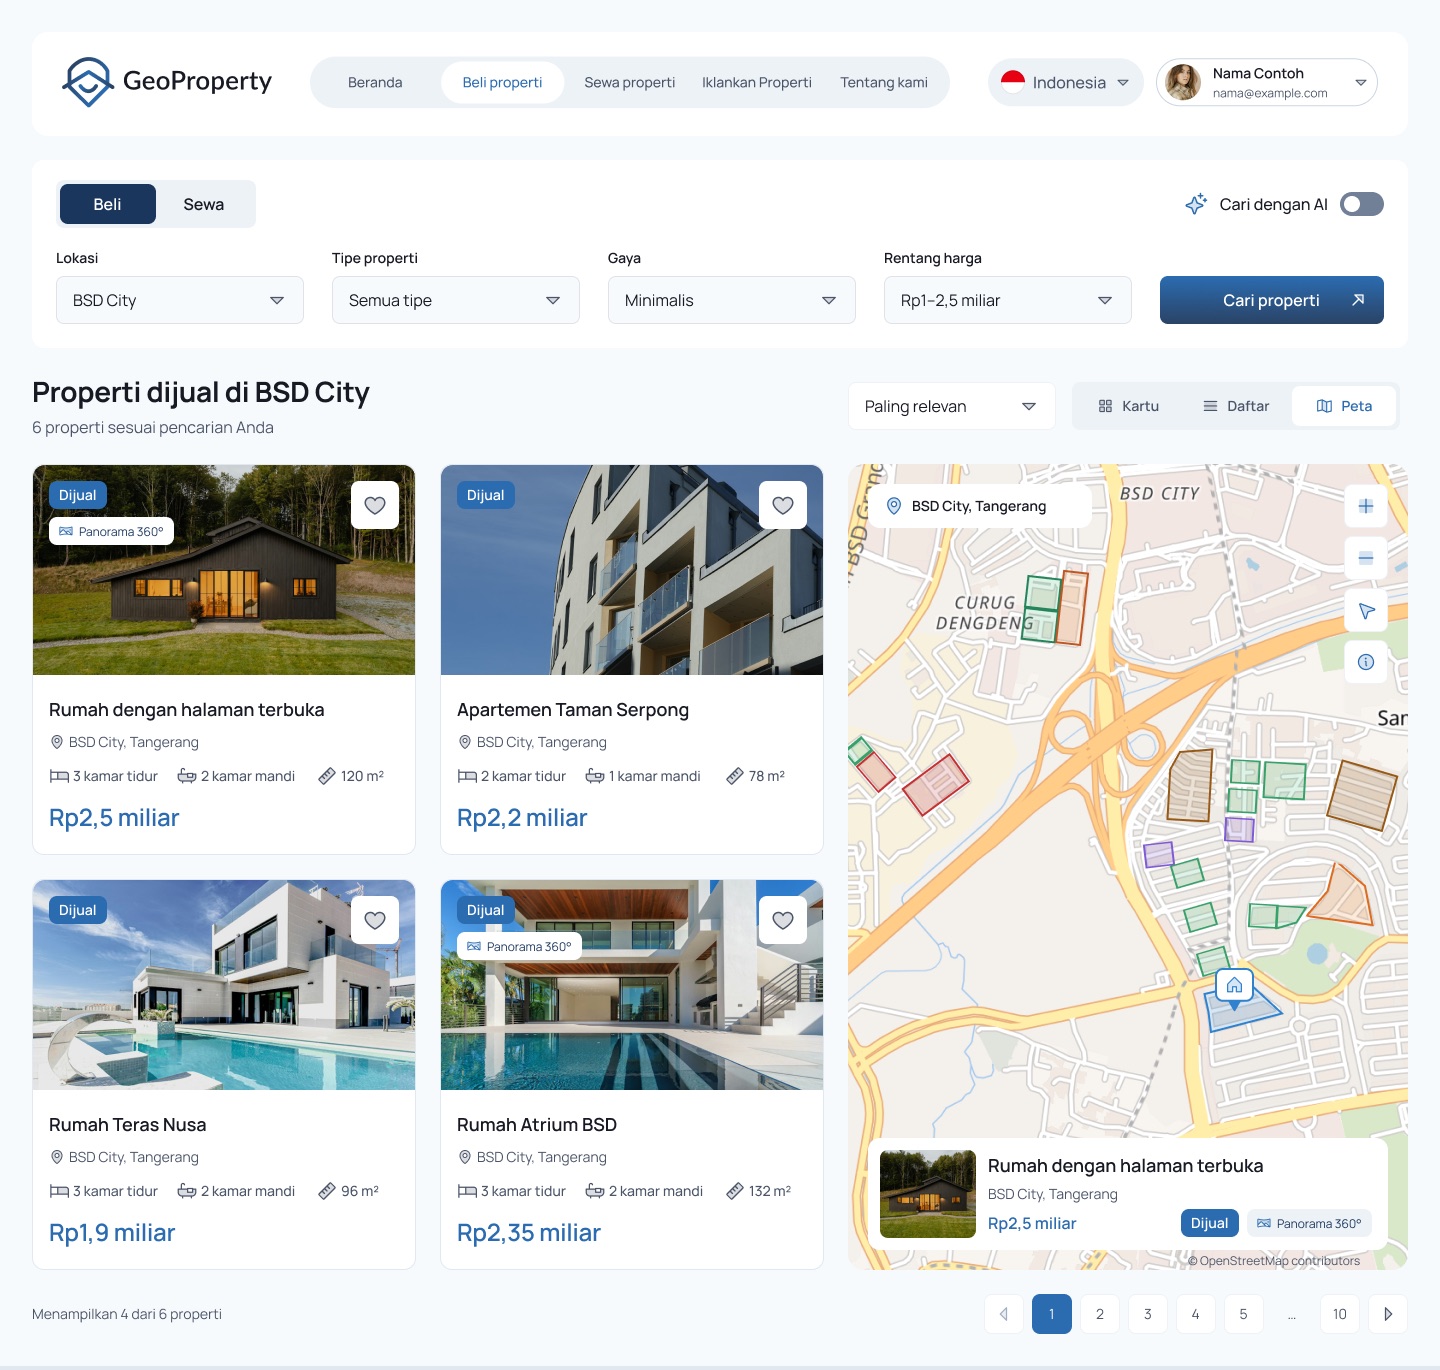 GeoProperty
Beranda
Beli properti
Sewa properti
Iklankan Properti
Tentang kami
Indonesia
Nama Contoh
nama@example.com
Beli
Sewa
Cari dengan AI
Lokasi
Tipe properti
Gaya
Rentang harga
BSD City
Semua tipe
Minimalis
Rp1–2,5 miliar
Cari properti
Properti dijual di BSD City
6 properti sesuai pencarian Anda
Paling relevan
Kartu
Daftar
Peta
Dijual
Panorama 360°
Rumah dengan halaman terbuka
BSD City, Tangerang
3 kamar tidur
2 kamar mandi
120 m²
Rp2,5 miliar
Dijual
Apartemen Taman Serpong
BSD City, Tangerang
2 kamar tidur
1 kamar mandi
78 m²
Rp2,2 miliar
Dijual
Rumah Teras Nusa
BSD City, Tangerang
3 kamar tidur
2 kamar mandi
96 m²
Rp1,9 miliar
Dijual
Panorama 360°
Rumah Atrium BSD
BSD City, Tangerang
3 kamar tidur
2 kamar mandi
132 m²
Rp2,35 miliar
BSD City, Tangerang
BSD CITY
BSD Grand
CURUG
DENGDENG
San
Rumah dengan halaman terbuka
BSD City, Tangerang
Rp2,5 miliar
Dijual
Panorama 360°
© OpenStreetMap contributors
Menampilkan 4 dari 6 properti
1
2
3
4
5
...
10